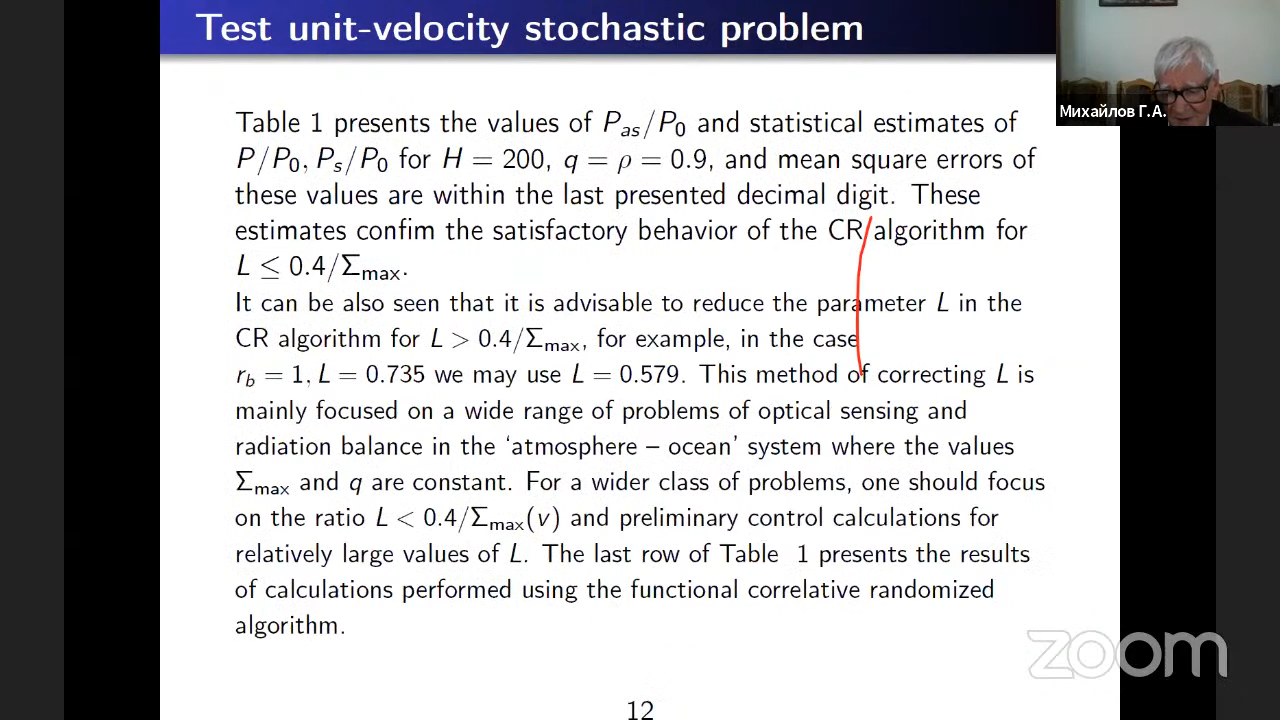 Test unit-velocity stochastic problem
Михайлов Г.А.
Table 1 presents the values of P_as/P_0 and statistical estimates of
P/P_0, P_s/P_0 for H = 200, q = ρ = 0.9, and mean square errors of
these values are within the last presented decimal digit. These
estimates confim the satisfactory behavior of the CR algorithm for
L ≤ 0.4/Σ_max.
It can be also seen that it is advisable to reduce the parameter L in the
CR algorithm for L > 0.4/Σ_max, for example, in the case
r_b = 1, L = 0.735 we may use L = 0.579. This method of correcting L is
mainly focused on a wide range of problems of optical sensing and
radiation balance in the ‘atmosphere – ocean’ system where the values
Σ_max and q are constant. For a wider class of problems, one should focus
on the ratio L < 0.4/Σ_max(v) and preliminary control calculations for
relatively large values of L. The last row of Table 1 presents the results
of calculations performed using the functional correlative randomized
algorithm.
zoom
12